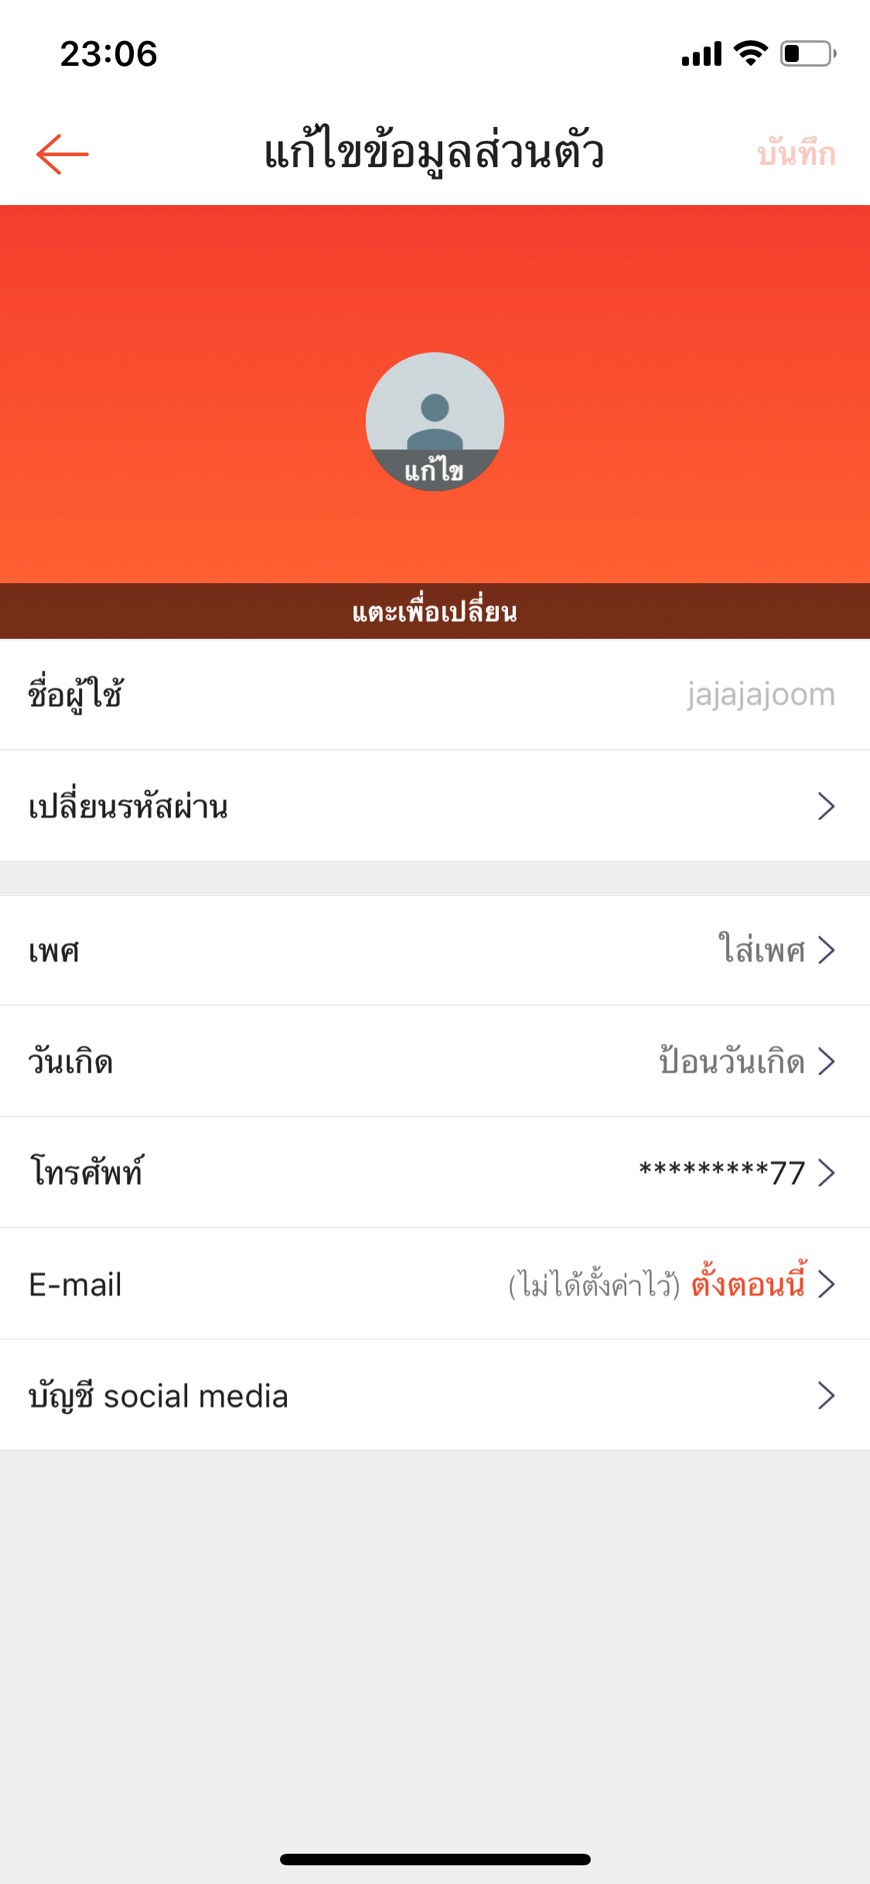 23:06
แก้ไขข้อมูลส่วนตัว
บันทึก
แก้ไข
แตะเพื่อเปลี่ยน
ชื่อผู้ใช้ jajajajoom
เปลี่ยนรหัสผ่าน
เพศ ใส่เพศ
วันเกิด ป้อนวันเกิด
โทรศัพท์ *********77
E-mail (ไม่ได้ตั้งค่าไว้) ตั้งตอนนี้
บัญชี social media